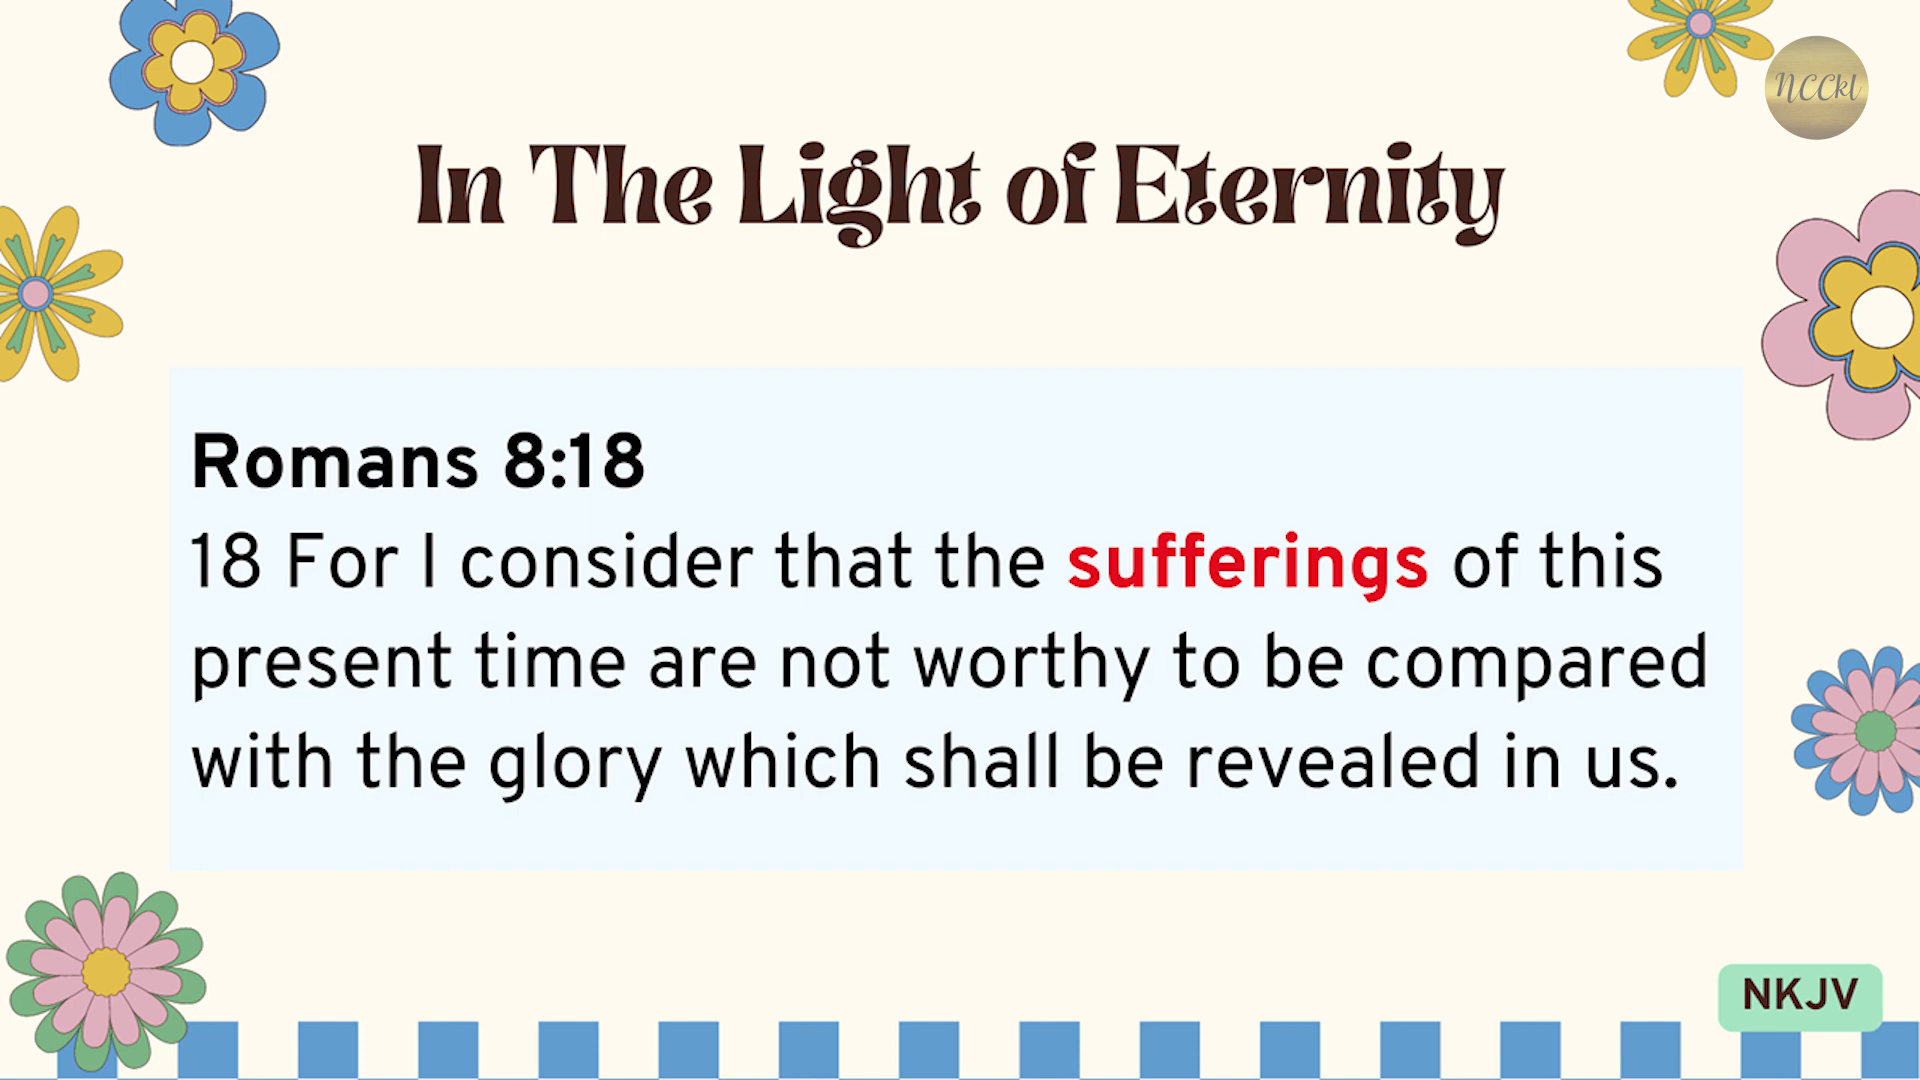 NCCkl
In The Light of Eternity
Romans 8:18
18 For I consider that the sufferings of this
present time are not worthy to be compared
with the glory which shall be revealed in us.
NKJV